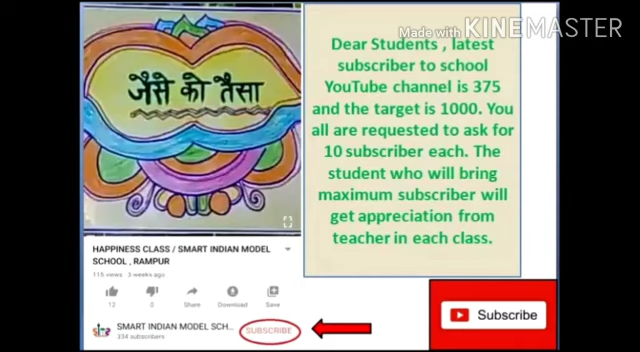 Made with KINEMASTER
जैसे को तैसा
Dear Students , latest
subscriber to school
YouTube channel is 375
and the target is 1000. You
all are requested to ask for
10 subscriber each. The
student who will bring
maximum subscriber will
get appreciation from
teacher in each class.
HAPPINESS CLASS / SMART INDIAN MODEL
SCHOOL , RAMPUR
115 views · 3 weeks ago
12
0
Share
Download
Save
SMART INDIAN MODEL SCH...
SUBSCRIBE
334 subscribers
Subscribe